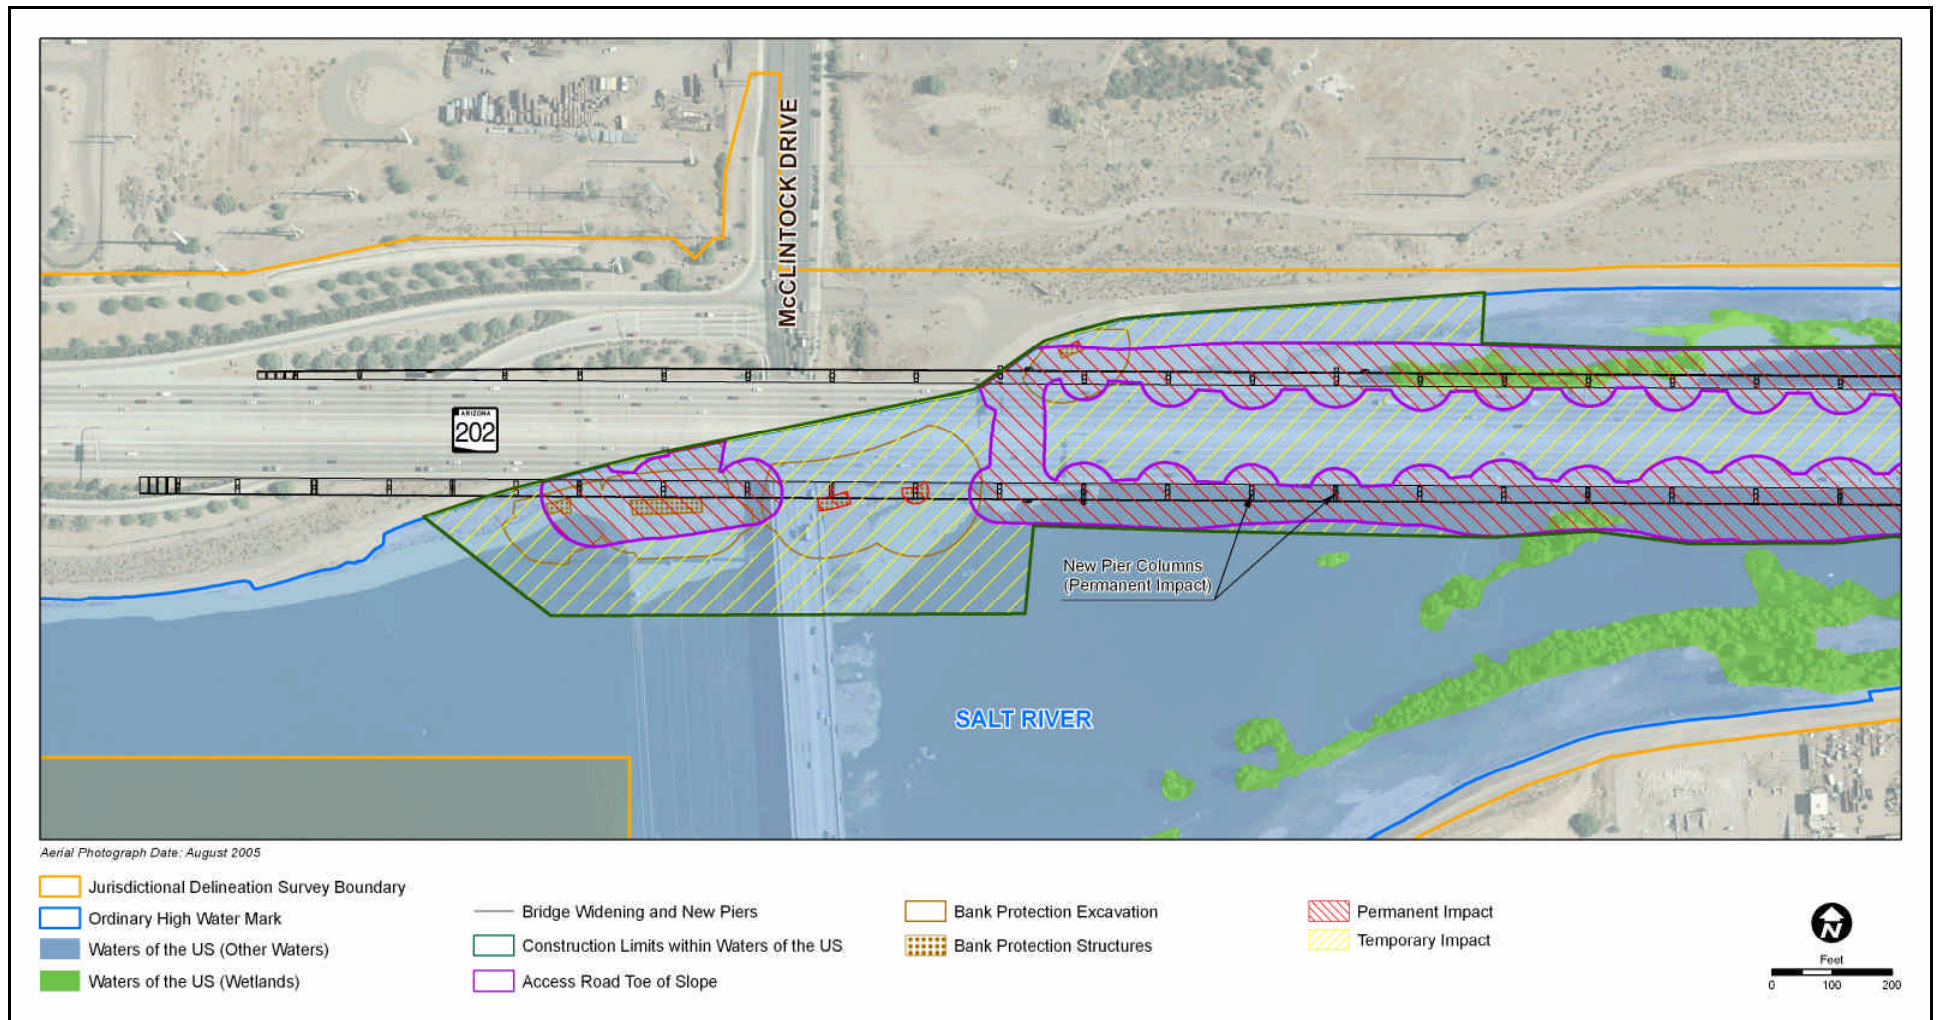 McCLINTOCK DRIVE
ARIZONA
202
New Pier Columns
(Permanent Impact)
SALT RIVER
Aerial Photograph Date: August 2005
Jurisdictional Delineation Survey Boundary
Ordinary High Water Mark
Waters of the US (Other Waters)
Waters of the US (Wetlands)
Bridge Widening and New Piers
Construction Limits within Waters of the US
Access Road Toe of Slope
Bank Protection Excavation
Bank Protection Structures
Permanent Impact
Temporary Impact
N
Feet
0 100 200